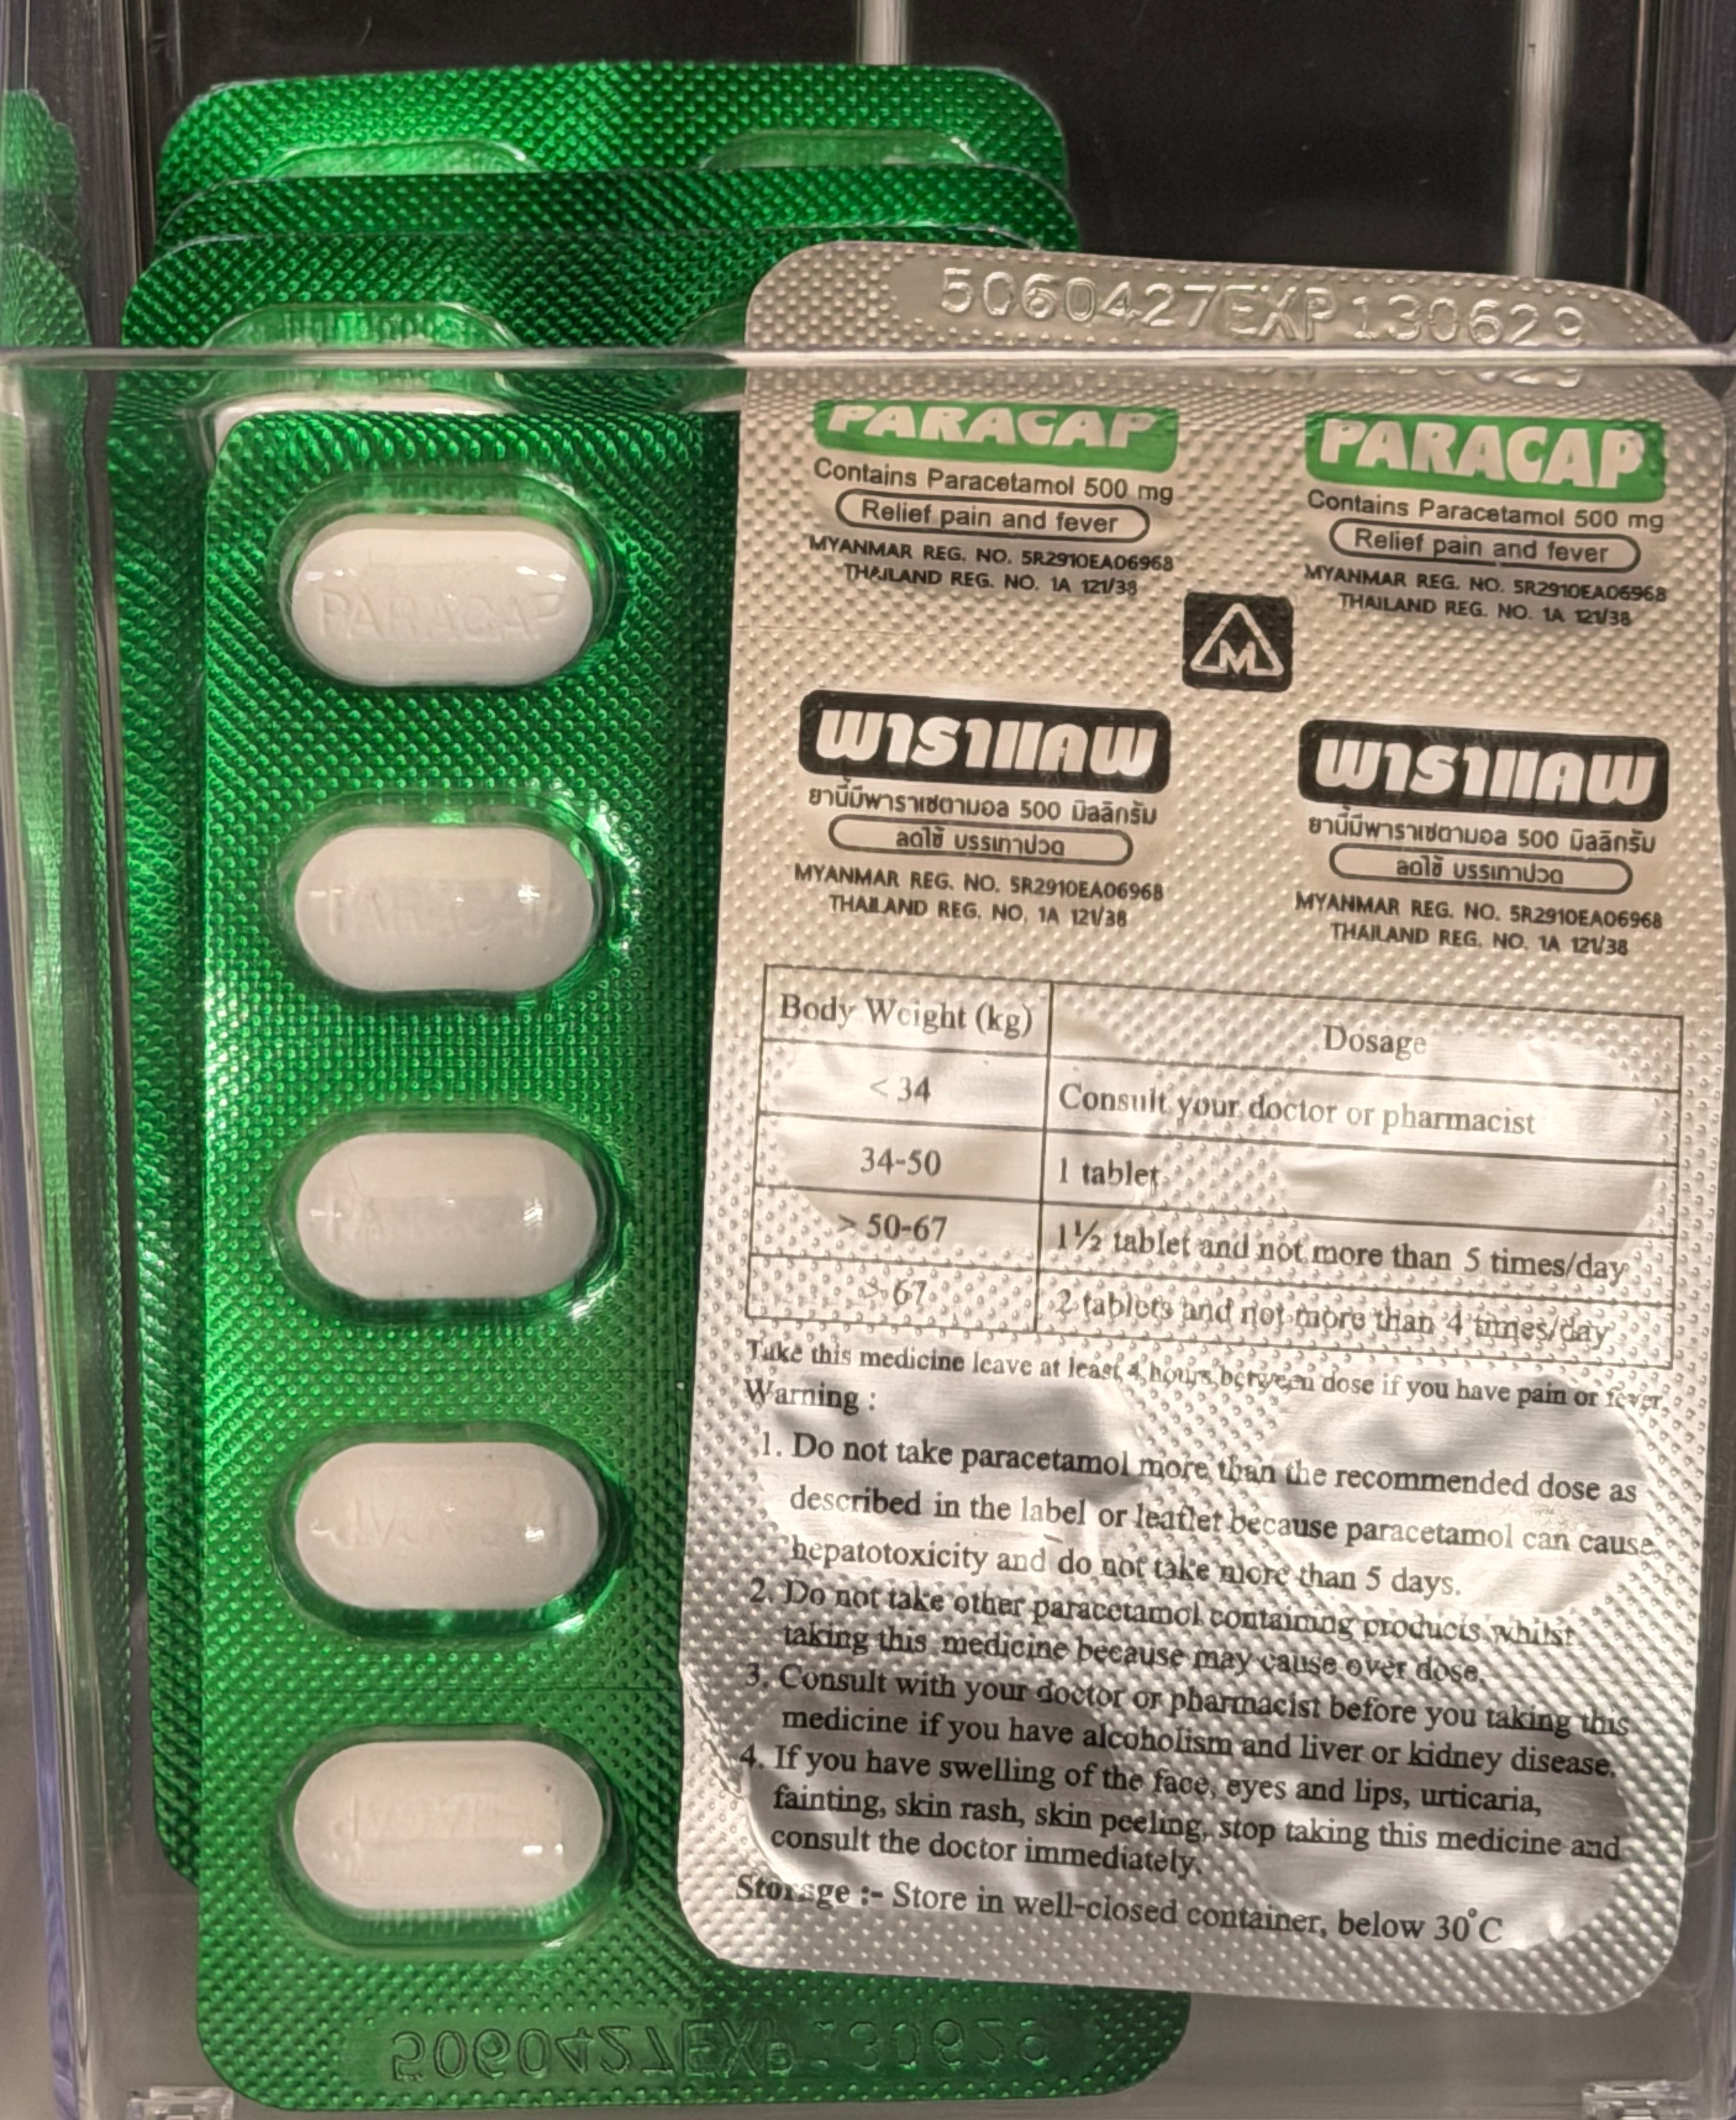 5060427EXP130629
PARACAP
Contains Paracetamol 500 mg
Relief pain and fever
MYANMAR REG. NO. 5R2910EA06968
THAILAND REG. NO. 1A 121/38
PARACAP
Contains Paracetamol 500 mg
Relief pain and fever
MYANMAR REG. NO. 5R2910EA06968
THAILAND REG. NO. 1A 121/38
M
พาราแคพ
ยานี้มีพาราเซตามอล 500 มิลลิกรัม
ลดไข้ บรรเทาปวด
MYANMAR REG. NO. 5R2910EA06968
THAILAND REG. NO. 1A 121/38
พาราแคพ
ยานี้มีพาราเซตามอล 500 มิลลิกรัม
ลดไข้ บรรเทาปวด
MYANMAR REG. NO. 5R2910EA06968
THAILAND REG. NO. 1A 121/38
Body Weight (kg) Dosage
< 34 Consult your doctor or pharmacist
34-50 1 tablet
> 50-67 1½ tablet and not more than 5 times/day
> 67 2 tablets and not more than 4 times/day
Take this medicine leave at least 4 hours between dose if you have pain or fever.
Warning :
1. Do not take paracetamol more than the recommended dose as
described in the label or leaflet because paracetamol can cause
hepatotoxicity and do not take more than 5 days.
2. Do not take other paracetamol containing products whilst
taking this medicine because may cause over dose.
3. Consult with your doctor or pharmacist before you taking this
medicine if you have alcoholism and liver or kidney disease.
4. If you have swelling of the face, eyes and lips, urticaria,
fainting, skin rash, skin peeling, stop taking this medicine and
consult the doctor immediately.
Storage :- Store in well-closed container, below 30°C
PARACAP
5060427EXP130629